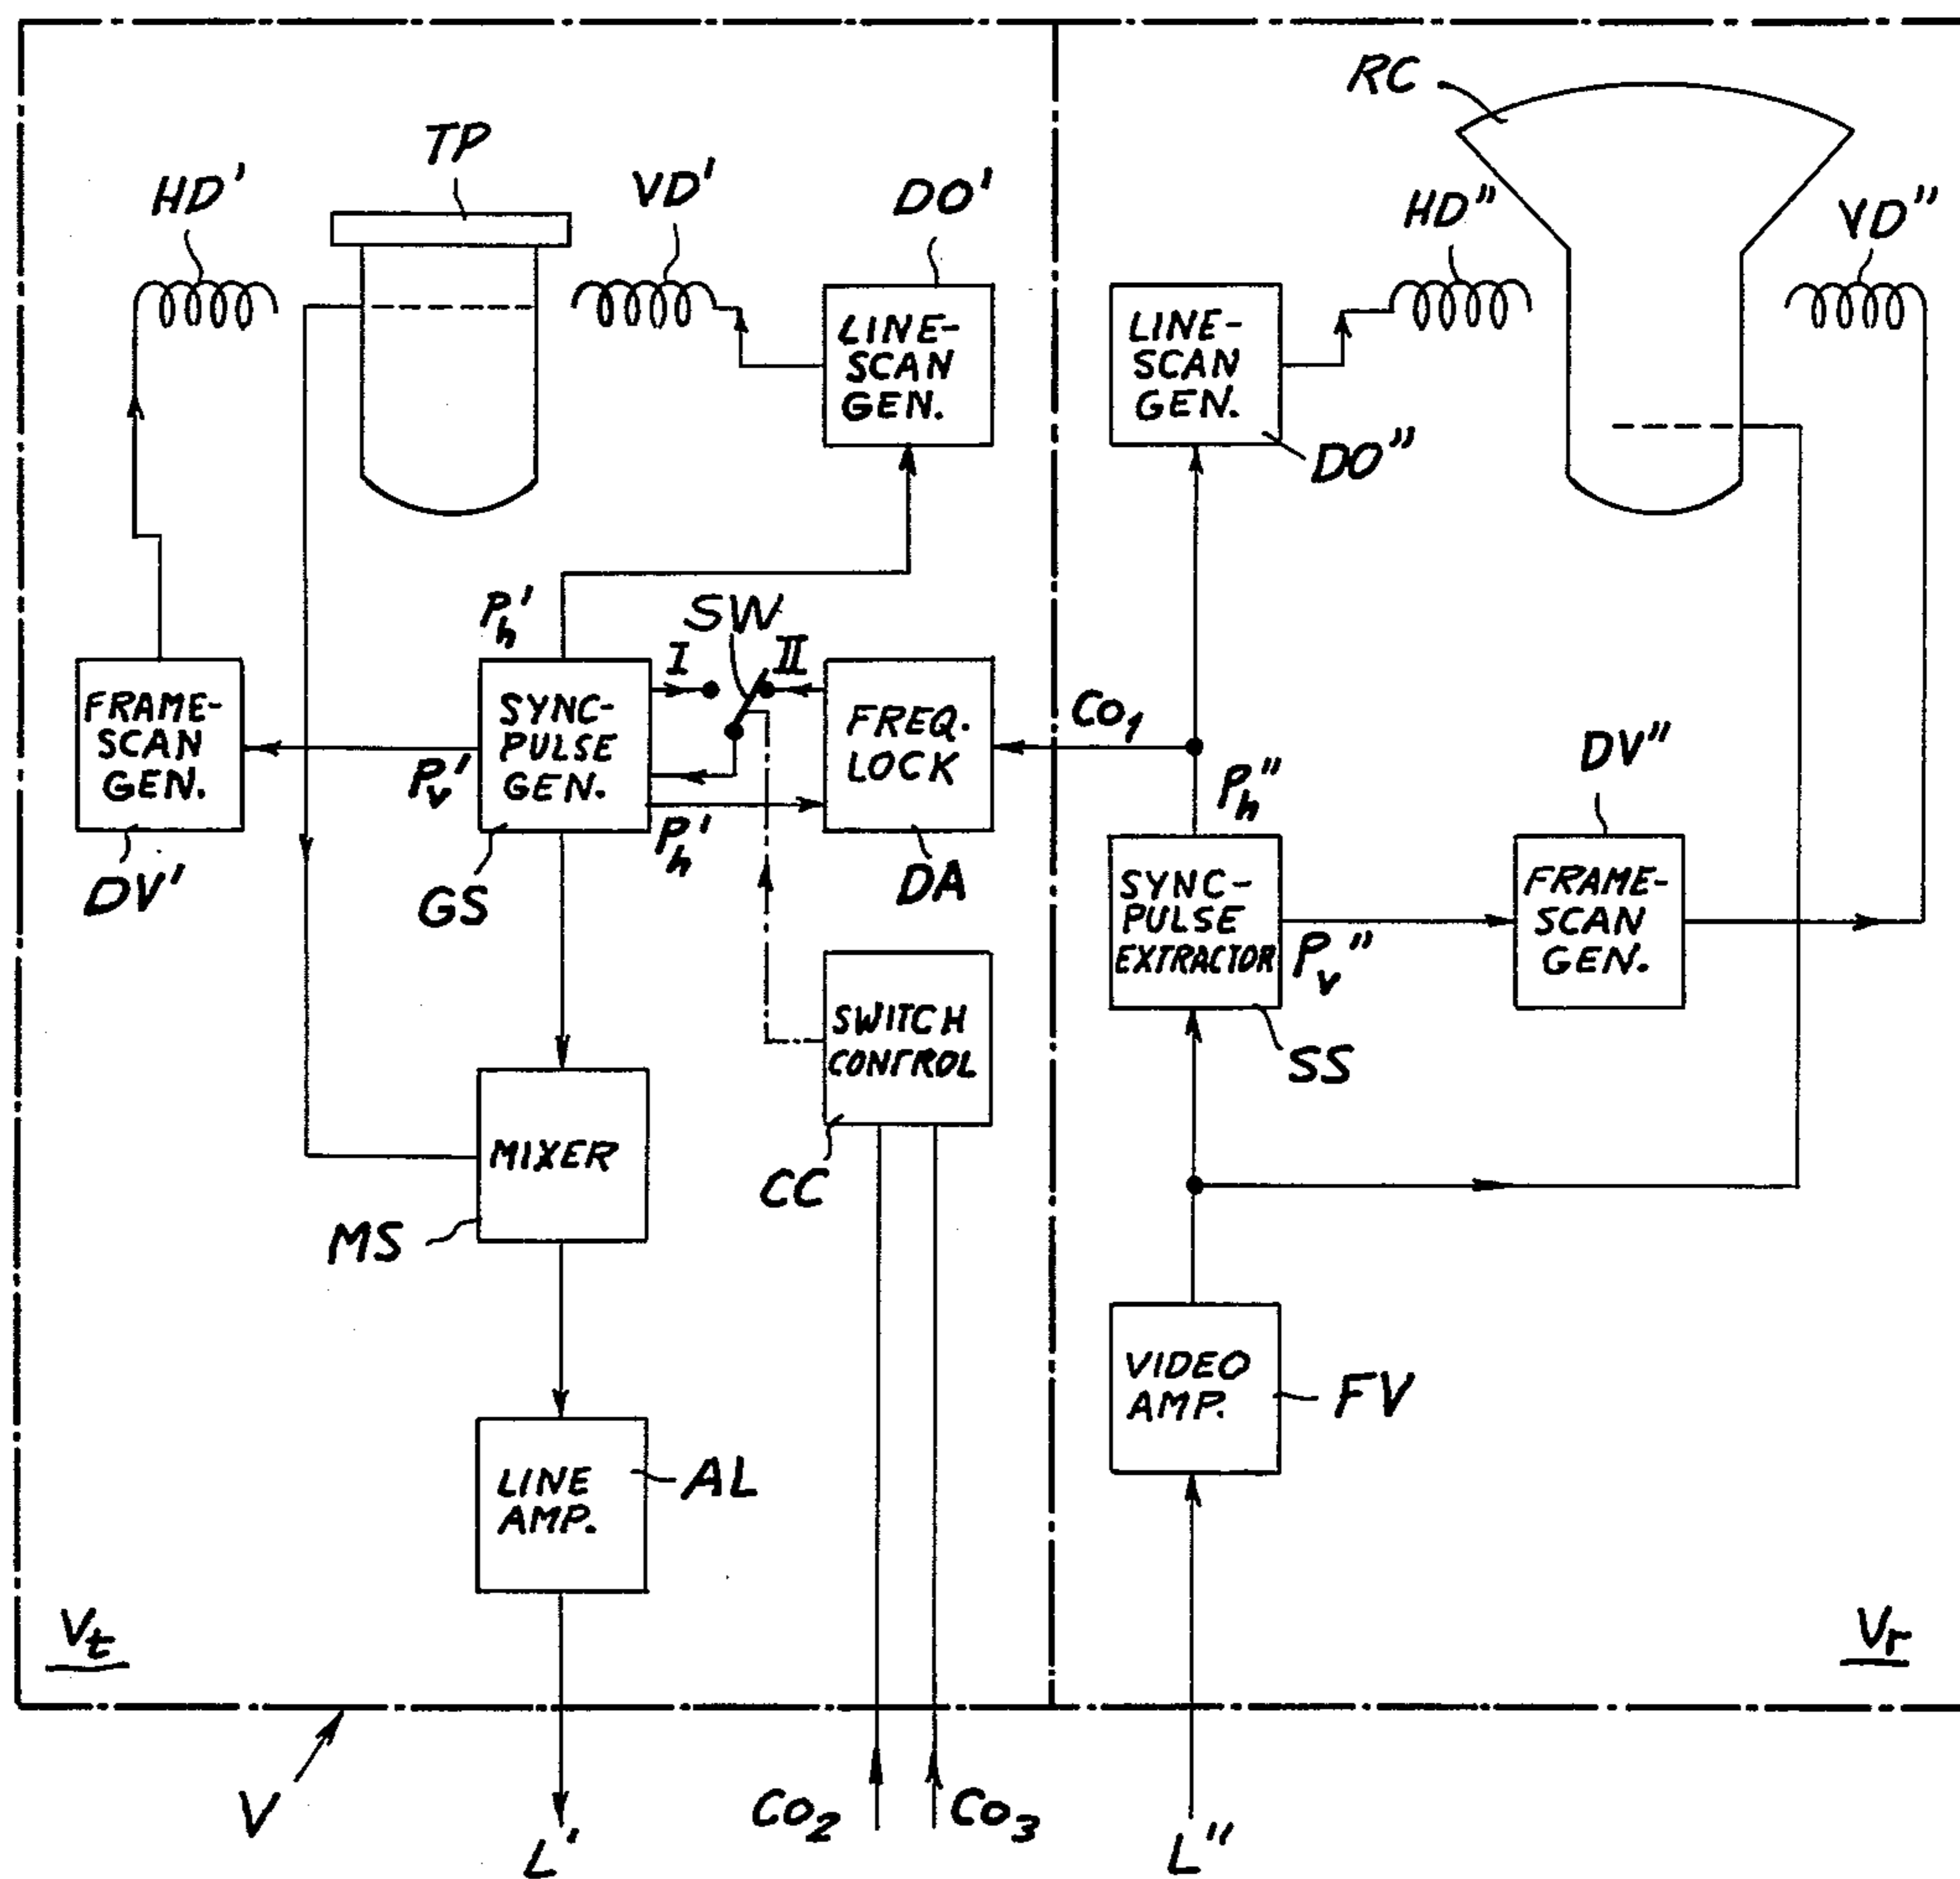 RC
TP
HD'
VD'
DO'
HD"
VD"
LINE-
SCAN
GEN.
LINE-
SCAN
GEN.
DO"
Ph'
SW
I
II
FRAME-
SCAN
GEN.
SYNC-
PULSE
GEN.
FREQ.
LOCK
Co1
Pv'
Ph'
Ph"
DV"
DV'
GS
DA
SYNC-
PULSE
EXTRACTOR
Pv"
FRAME-
SCAN
GEN.
SWITCH
CONTROL
SS
MIXER
CC
MS
VIDEO
AMP.
FV
LINE
AMP.
AL
Vt
Vr
V
L'
Co2
Co3
L"